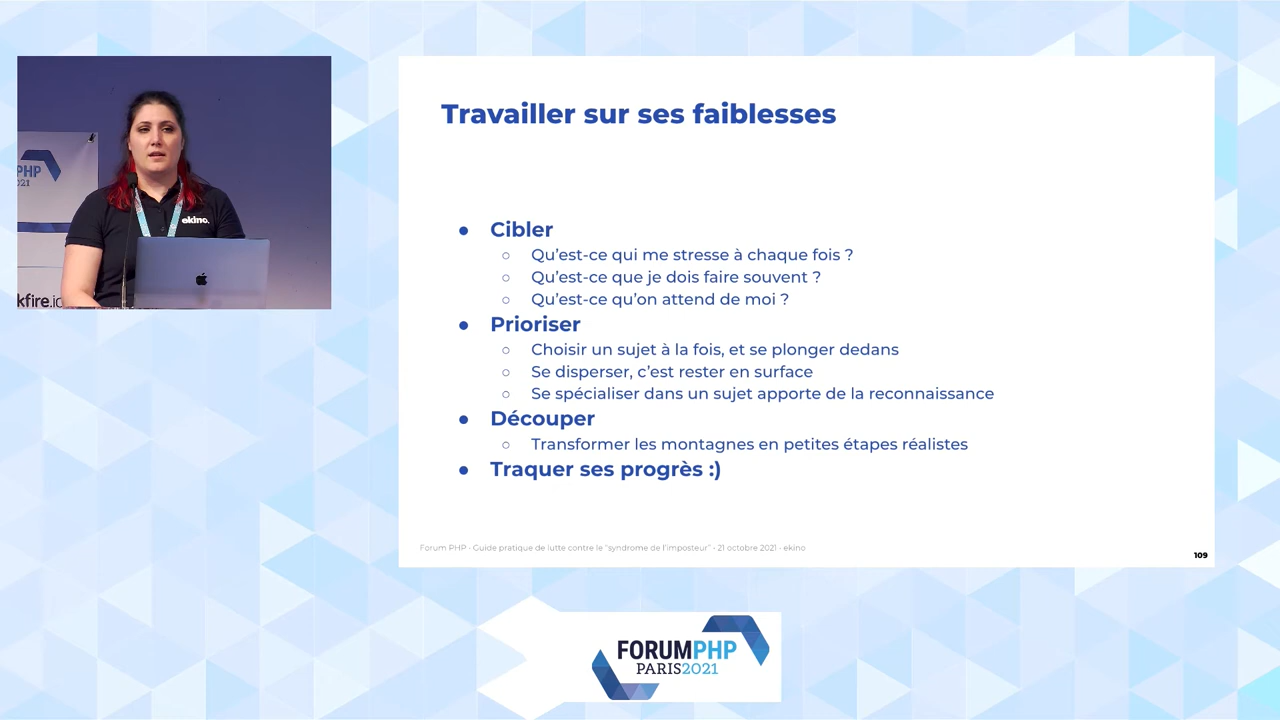 PHP
2021
ekino.
kfire.io
Travailler sur ses faiblesses
● Cibler
○ Qu'est-ce qui me stresse à chaque fois ?
○ Qu'est-ce que je dois faire souvent ?
○ Qu'est-ce qu'on attend de moi ?
● Prioriser
○ Choisir un sujet à la fois, et se plonger dedans
○ Se disperser, c'est rester en surface
○ Se spécialiser dans un sujet apporte de la reconnaissance
● Découper
○ Transformer les montagnes en petites étapes réalistes
● Traquer ses progrès :)
Forum PHP - Guide pratique de lutte contre le "syndrome de l'imposteur" - 21 octobre 2021 - ekino
109
FORUMPHP
PARIS2021